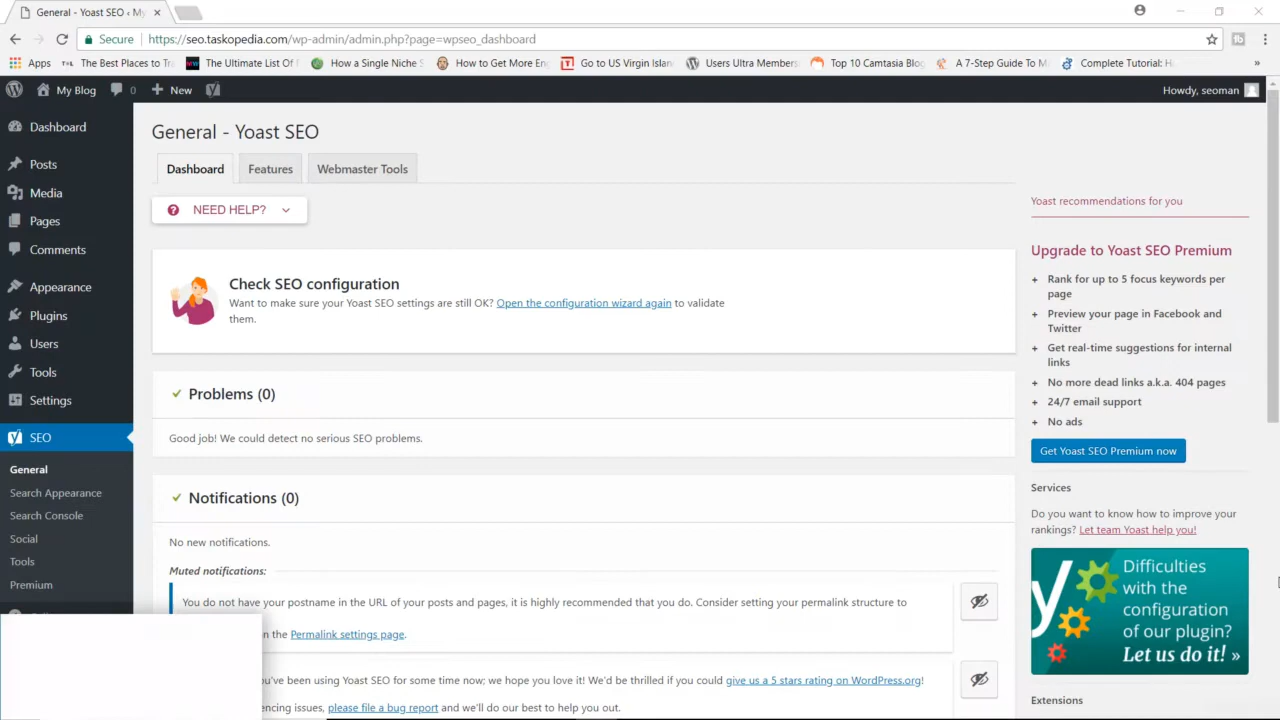 General - Yoast SEO ‹ My
Secure
https://seo.taskopedia.com/wp-admin/admin.php?page=wpseo_dashboard
Apps
The Best Places to Tr
The Ultimate List Of
How a Single Niche S
How to Get More En
Go to US Virgin Islan
Users Ultra Members
Top 10 Camtasia Blog
A 7-Step Guide To M
Complete Tutorial: H
»
My Blog
0
New
Howdy, seoman
Dashboard
Posts
Media
Pages
Comments
Appearance
Plugins
Users
Tools
Settings
SEO
General
Search Appearance
Search Console
Social
Tools
Premium
General - Yoast SEO
Dashboard
Features
Webmaster Tools
NEED HELP?
Check SEO configuration
Want to make sure your Yoast SEO settings are still OK? Open the configuration wizard again to validate
them.
Problems (0)
Good job! We could detect no serious SEO problems.
Notifications (0)
No new notifications.
Muted notifications:
You do not have your postname in the URL of your posts and pages, it is highly recommended that you do. Consider setting your permalink structure to
the Permalink settings page.
you've been using Yoast SEO for some time now; we hope you love it! We'd be thrilled if you could give us a 5 stars rating on WordPress.org!
issues, please file a bug report and we'll do our best to help you out.
Yoast recommendations for you
Upgrade to Yoast SEO Premium
+ Rank for up to 5 focus keywords per
page
+ Preview your page in Facebook and
Twitter
+ Get real-time suggestions for internal
links
+ No more dead links a.k.a. 404 pages
+ 24/7 email support
+ No ads
Get Yoast SEO Premium now
Services
Do you want to know how to improve your
rankings? Let team Yoast help you!
Difficulties
with the
configuration
of our plugin?
Let us do it! »
Extensions